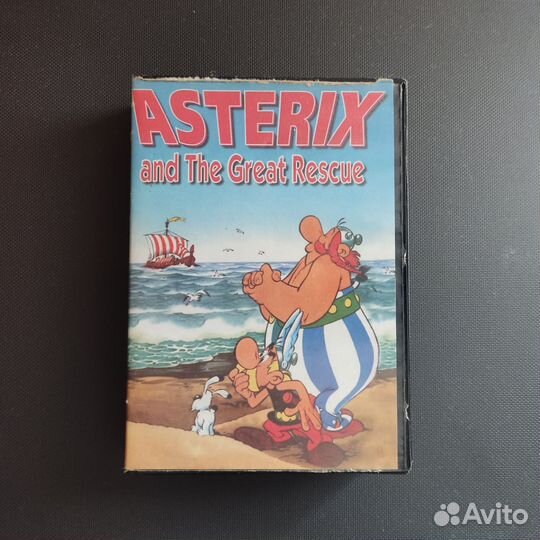 ASTERIX
and The Great Rescue
Avito